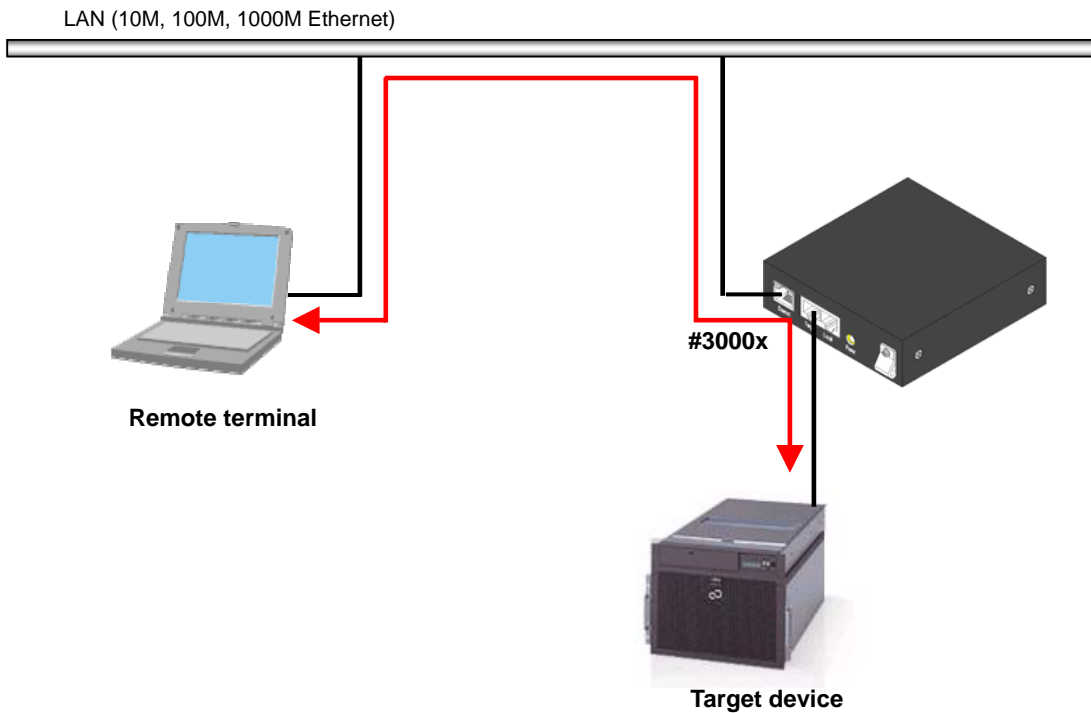 LAN (10M, 100M, 1000M Ethernet)
#3000x
Remote terminal
Target device